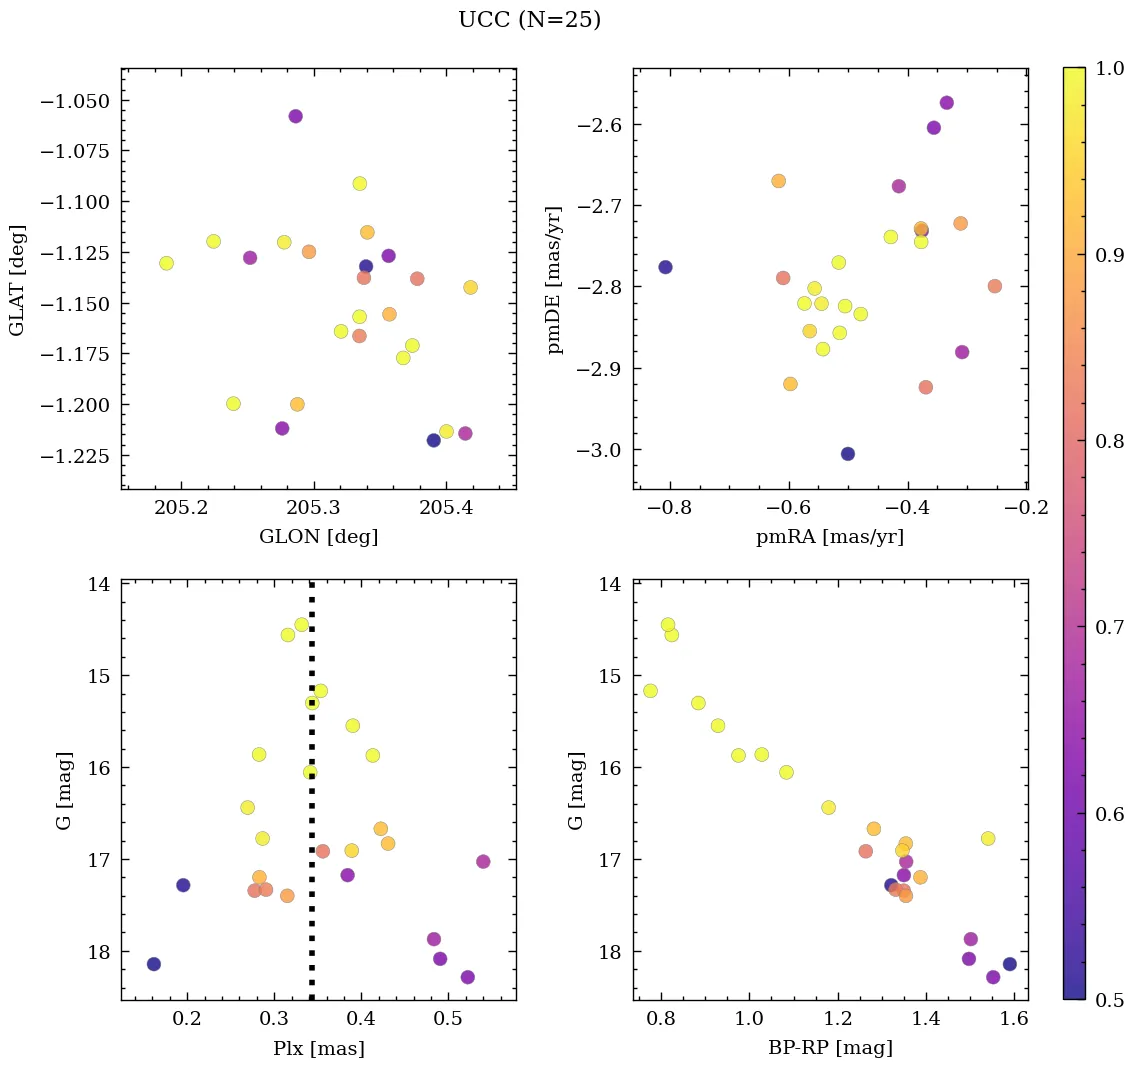 UCC (N=25)
−1.050
−1.075
−1.100
−1.125
−1.150
−1.175
−1.200
−1.225
GLAT [deg]
205.2 205.3 205.4
GLON [deg]
−2.6
−2.7
−2.8
−2.9
−3.0
pmDE [mas/yr]
−0.8 −0.6 −0.4 −0.2
pmRA [mas/yr]
14
15
16
17
18
G [mag]
0.2 0.3 0.4 0.5
Plx [mas]
14
15
16
17
18
G [mag]
0.8 1.0 1.2 1.4 1.6
BP-RP [mag]
1.0
0.9
0.8
0.7
0.6
0.5